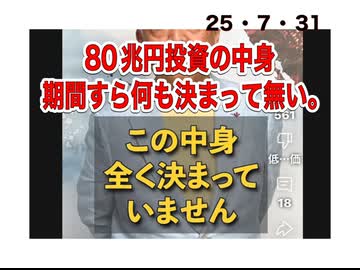 25・7・31
80兆円投資の中身
期間すら何も決まって無い。
561
この中身
全く決まって
いません
低…価
18